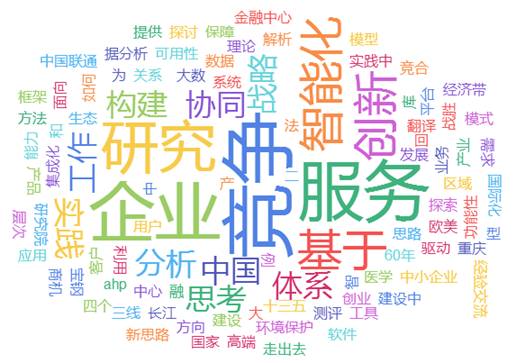 金融中心
提供 探讨 保障 理论 解析 模型
中国联通 据分析 可用性 数据 实践中 竞合
框架 面向 如何 为 关系 大数 系统 战略 智能化 创新 库 平台 经济带
方法 生态 构建 协同 法 回 翻译 战胜 模式
能力 和 工作 研究 竞争 发展 业务 产业 需求
产品 集成化 中 企业 产 二 服务 区域 国际化
层次 研究院 实践 用户 基于 探索 欧美 功能性 型
应用 商机 宝钢 客户 利用 分析 中国 例 思路 驱动 重庆
ahp 中心 融 思考 体系 智 医学 60年 中小企业 经验交流
四个 三线 长江 大 十三五 创业 建设中
新思路 方向 建设 环境保护 测评 工具
国家 高端 走出去 软件